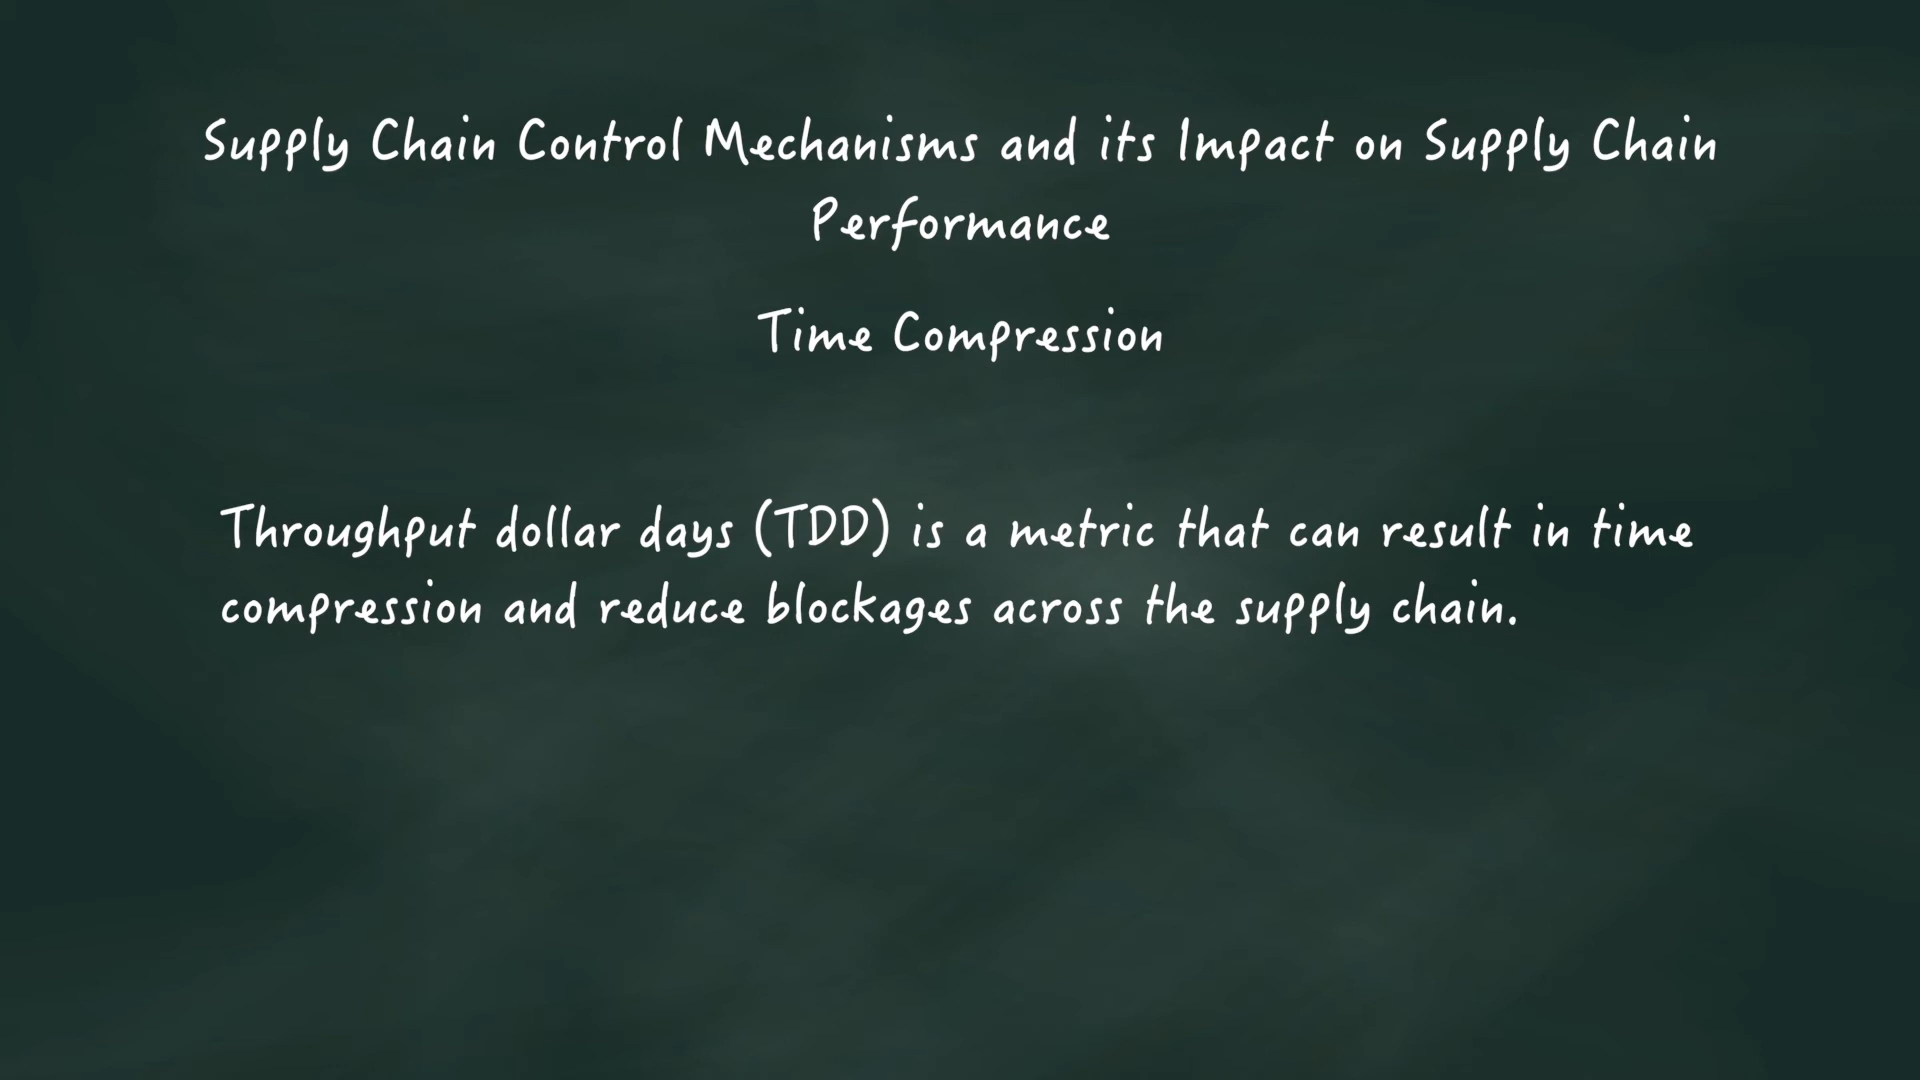 Supply Chain Control Mechanisms and its Impact on Supply Chain
Performance
Time Compression
Throughput dollar days (TDD) is a metric that can result in time
compression and reduce blockages across the supply chain.